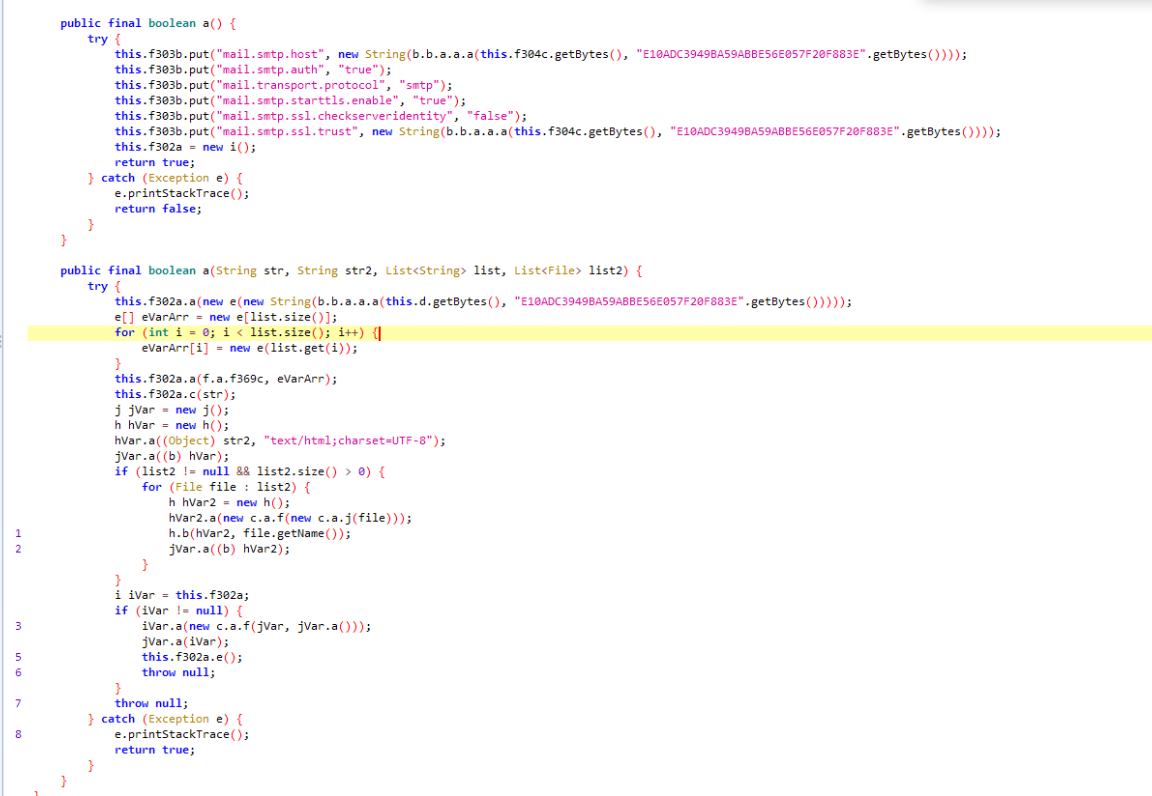 public final boolean a() {
try {
this.f303b.put("mail.smtp.host", new String(b.b.a.a.a(this.f304c.getBytes(), "E10ADC3949BA59ABBE56E057F20F883E".getBytes())));
this.f303b.put("mail.smtp.auth", "true");
this.f303b.put("mail.transport.protocol", "smtp");
this.f303b.put("mail.smtp.starttls.enable", "true");
this.f303b.put("mail.smtp.ssl.checkserveridentity", "false");
this.f303b.put("mail.smtp.ssl.trust", new String(b.b.a.a.a(this.f304c.getBytes(), "E10ADC3949BA59ABBE56E057F20F883E".getBytes())));
this.f302a = new i();
return true;
} catch (Exception e) {
e.printStackTrace();
return false;
}
}
public final boolean a(String str, String str2, List<String> list, List<File> list2) {
try {
this.f302a.a(new e(new String(b.b.a.a.a(this.d.getBytes(), "E10ADC3949BA59ABBE56E057F20F883E".getBytes()))));
e[] eVarArr = new e[list.size()];
for (int i = 0; i < list.size(); i++) {
eVarArr[i] = new e(list.get(i));
}
this.f302a.a(f.a.f369c, eVarArr);
this.f302a.c(str);
j jVar = new j();
h hVar = new h();
hVar.a((Object) str2, "text/html;charset=UTF-8");
jVar.a((b) hVar);
if (list2 != null && list2.size() > 0) {
for (File file : list2) {
h hVar2 = new h();
hVar2.a(new c.a.f(new c.a.j(file)));
1 h.b(hVar2, file.getName());
2 jVar.a((b) hVar2);
}
}
i iVar = this.f302a;
if (iVar != null) {
3 iVar.a(new c.a.f(jVar, jVar.a()));
jVar.a(iVar);
5 this.f302a.e();
6 throw null;
}
7 throw null;
} catch (Exception e) {
8 e.printStackTrace();
return true;
}
}